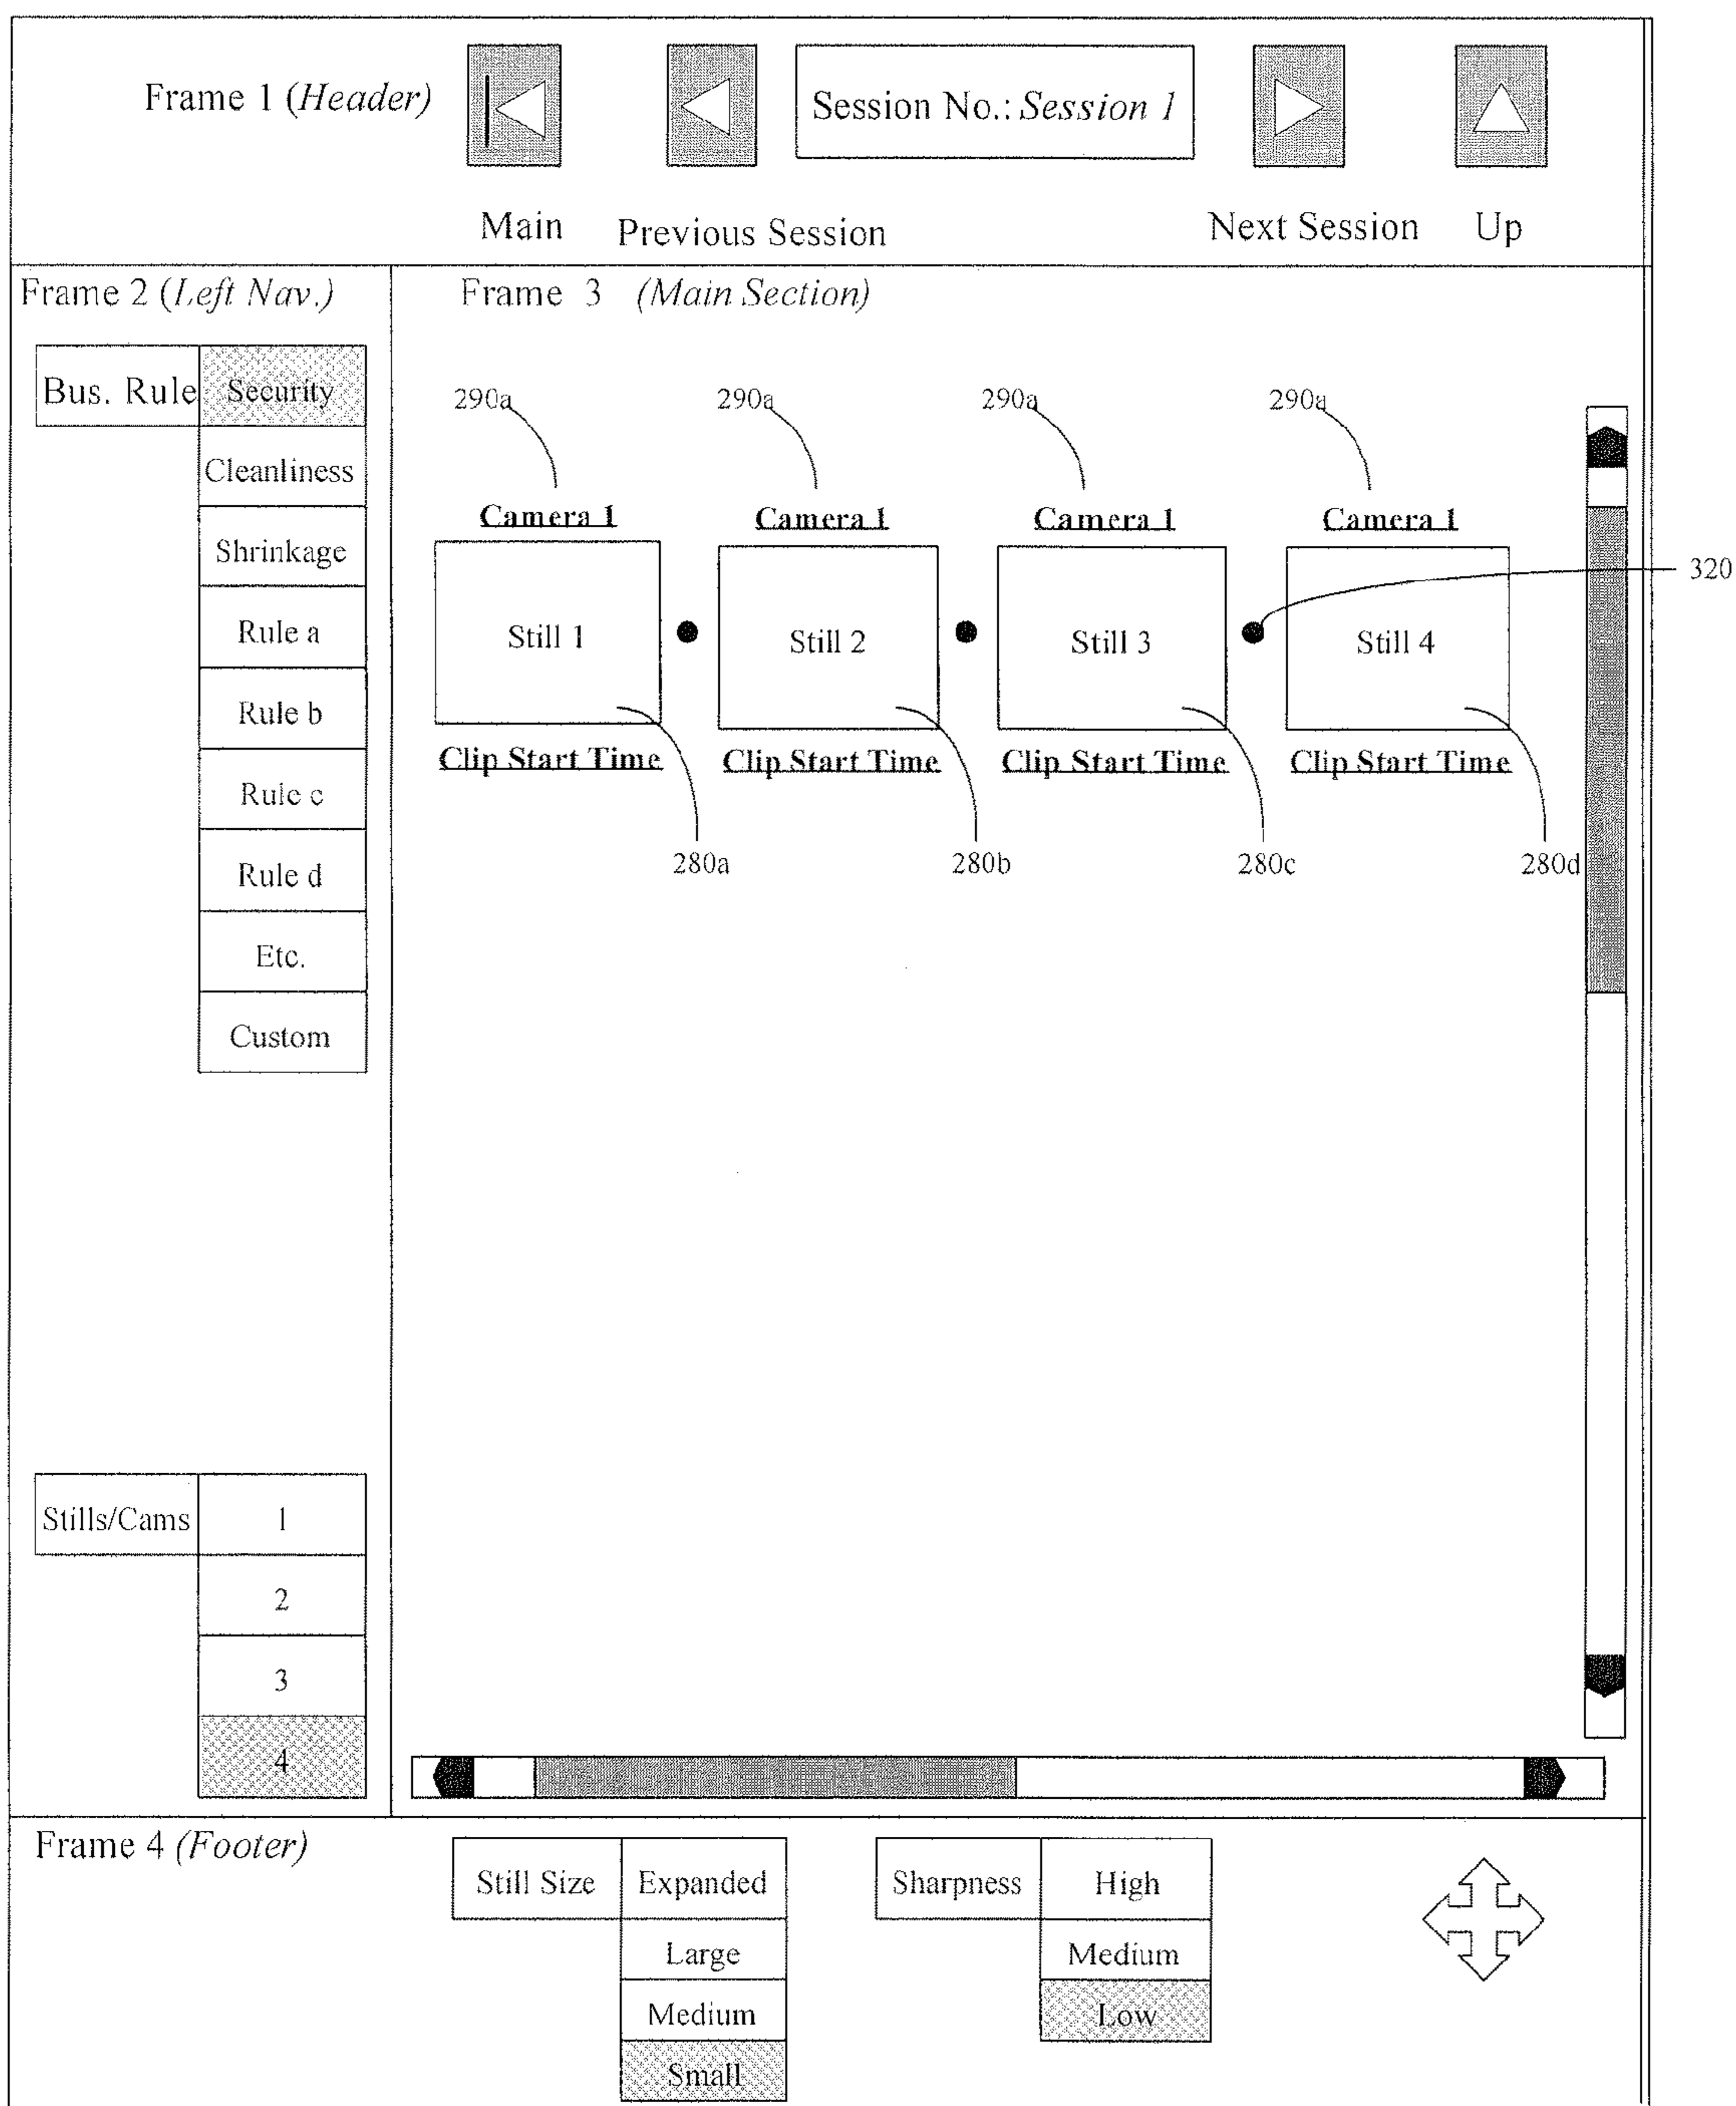 Frame 1 (Header)
Session No.: Session 1
Main
Previous Session
Next Session
Up
Frame 2 (Left Nav.)
Bus. Rule
Security
Cleanliness
Shrinkage
Rule a
Rule b
Rule c
Rule d
Etc.
Custom
Stills/Cams
1
2
3
4
Frame 3 (Main Section)
290a
290a
290a
290a
Camera 1
Camera 1
Camera 1
Camera 1
320
Still 1
Still 2
Still 3
Still 4
Clip Start Time
Clip Start Time
Clip Start Time
Clip Start Time
280a
280b
280c
280d
Frame 4 (Footer)
Still Size
Expanded
Large
Medium
Small
Sharpness
High
Medium
Low